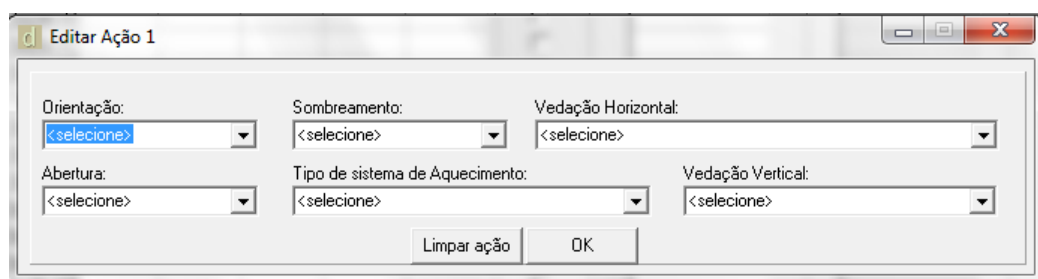 Editar Ação 1
Orientação: Sombreamento: Vedação Horizontal:
<selecione> <selecione> <selecione>
Abertura: Tipo de sistema de Aquecimento: Vedação Vertical:
<selecione> <selecione> <selecione>
Limpar ação OK